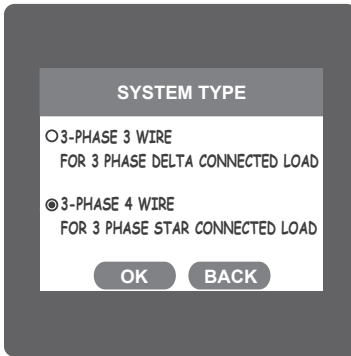 SYSTEM TYPE
3-PHASE 3 WIRE
FOR 3 PHASE DELTA CONNECTED LOAD
3-PHASE 4 WIRE
FOR 3 PHASE STAR CONNECTED LOAD
OK BACK